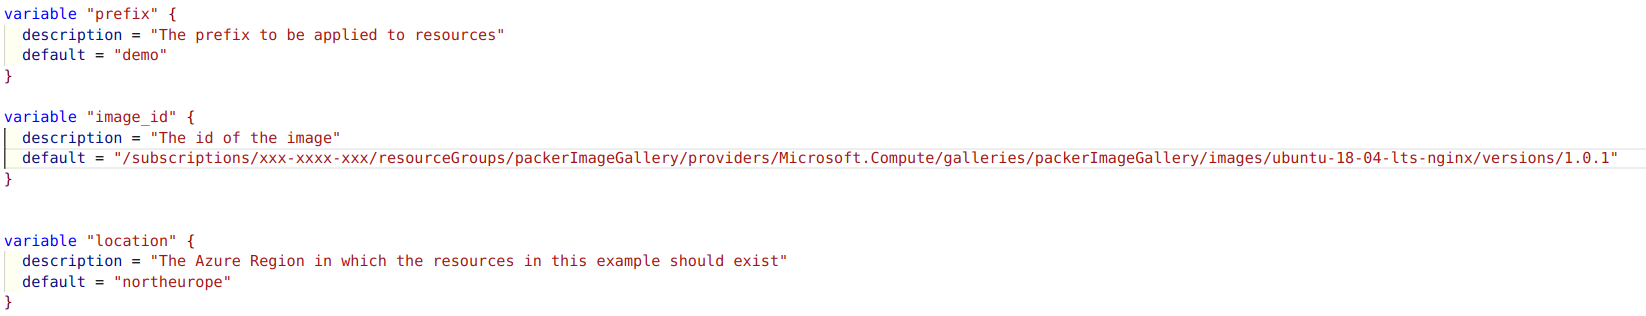 variable "prefix" {
  description = "The prefix to be applied to resources"
  default = "demo"
}
variable "image_id" {
  description = "The id of the image"
  default = "/subscriptions/xxx-xxxx-xxx/resourceGroups/packerImageGallery/providers/Microsoft.Compute/galleries/packerImageGallery/images/ubuntu-18-04-lts-nginx/versions/1.0.1"
}
variable "location" {
  description = "The Azure Region in which the resources in this example should exist"
  default = "northeurope"
}